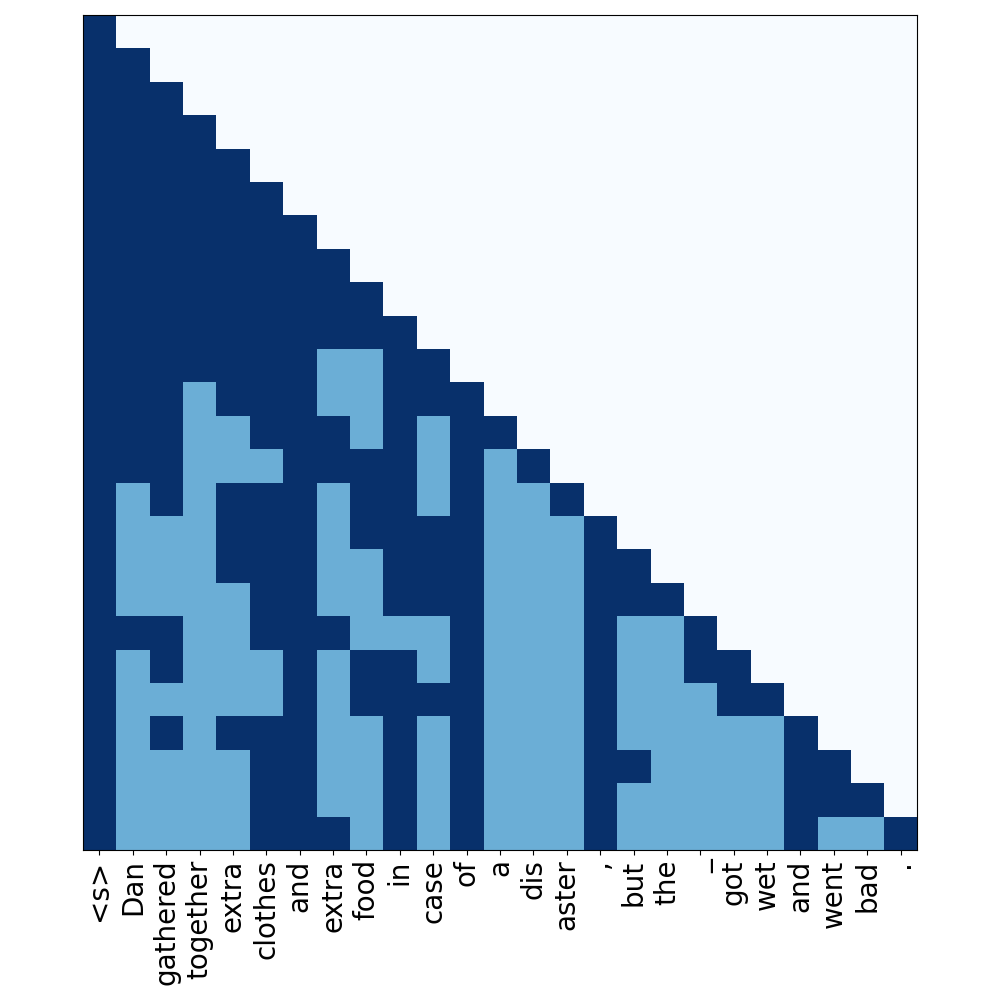 <s> Dan gathered together extra clothes and extra food in case of a dis aster , but the _ got wet and went bad .